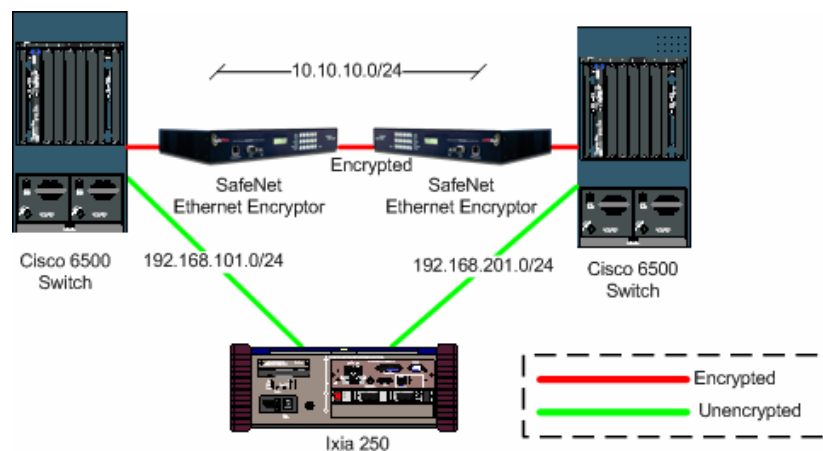 10.10.10.0/24
Encrypted
SafeNet
Ethernet Encryptor
SafeNet
Ethernet Encryptor
Cisco 6500
Switch
192.168.101.0/24
192.168.201.0/24
Cisco 6500
Switch
Ixia 250
Encrypted
Unencrypted